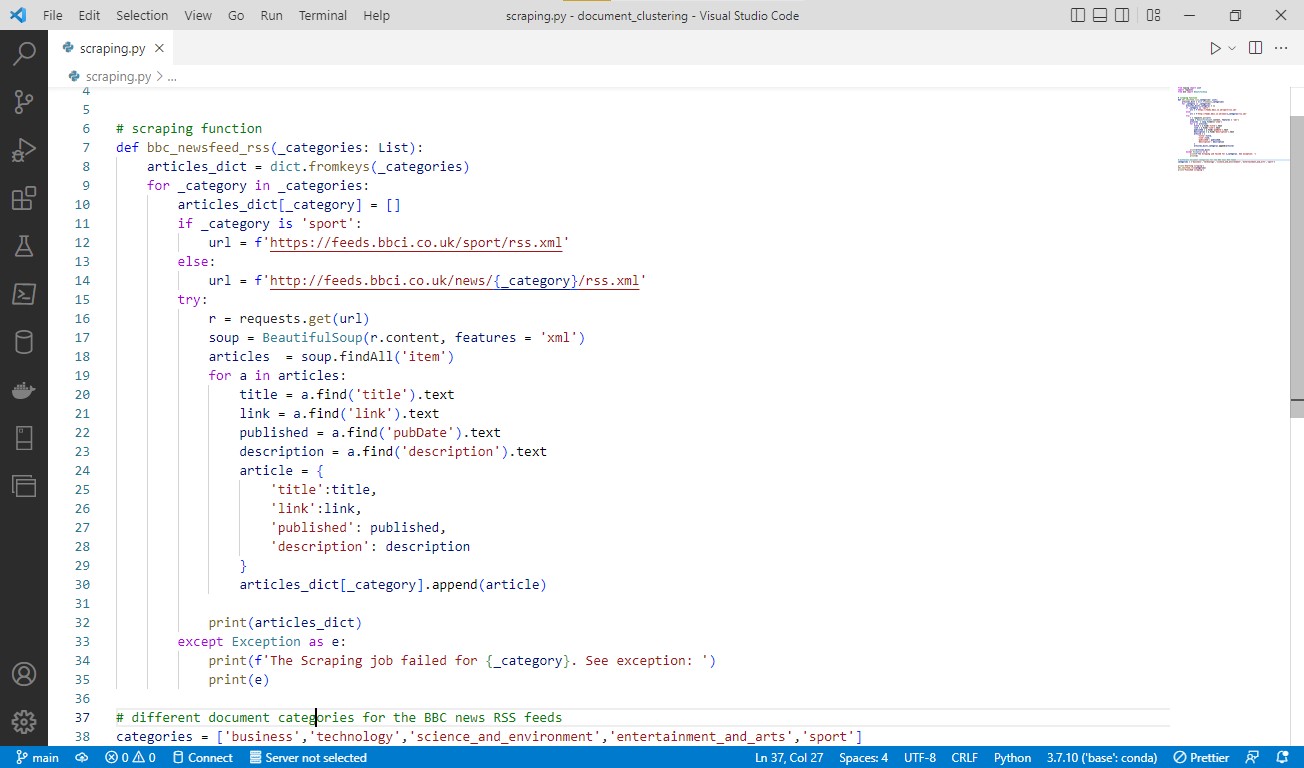 File Edit Selection View Go Run Terminal Help scraping.py - document_clustering - Visual Studio Code
scraping.py
scraping.py > ...
4
5
6 # scraping function
7 def bbc_newsfeed_rss(_categories: List):
8 articles_dict = dict.fromkeys(_categories)
9 for _category in _categories:
10 articles_dict[_category] = []
11 if _category is 'sport':
12 url = f'https://feeds.bbci.co.uk/sport/rss.xml'
13 else:
14 url = f'http://feeds.bbci.co.uk/news/{_category}/rss.xml'
15 try:
16 r = requests.get(url)
17 soup = BeautifulSoup(r.content, features = 'xml')
18 articles  = soup.findAll('item')
19 for a in articles:
20 title = a.find('title').text
21 link = a.find('link').text
22 published = a.find('pubDate').text
23 description = a.find('description').text
24 article = {
25 'title':title,
26 'link':link,
27 'published': published,
28 'description': description
29 }
30 articles_dict[_category].append(article)
31
32 print(articles_dict)
33 except Exception as e:
34 print(f'The Scraping job failed for {_category}. See exception: ')
35 print(e)
36
37 # different document categories for the BBC news RSS feeds
38 categories = ['business','technology','science_and_environment','entertainment_and_arts','sport']
main 0 0 Connect Server not selected Ln 37, Col 27 Spaces: 4 UTF-8 CRLF Python 3.7.10 ('base': conda) Prettier